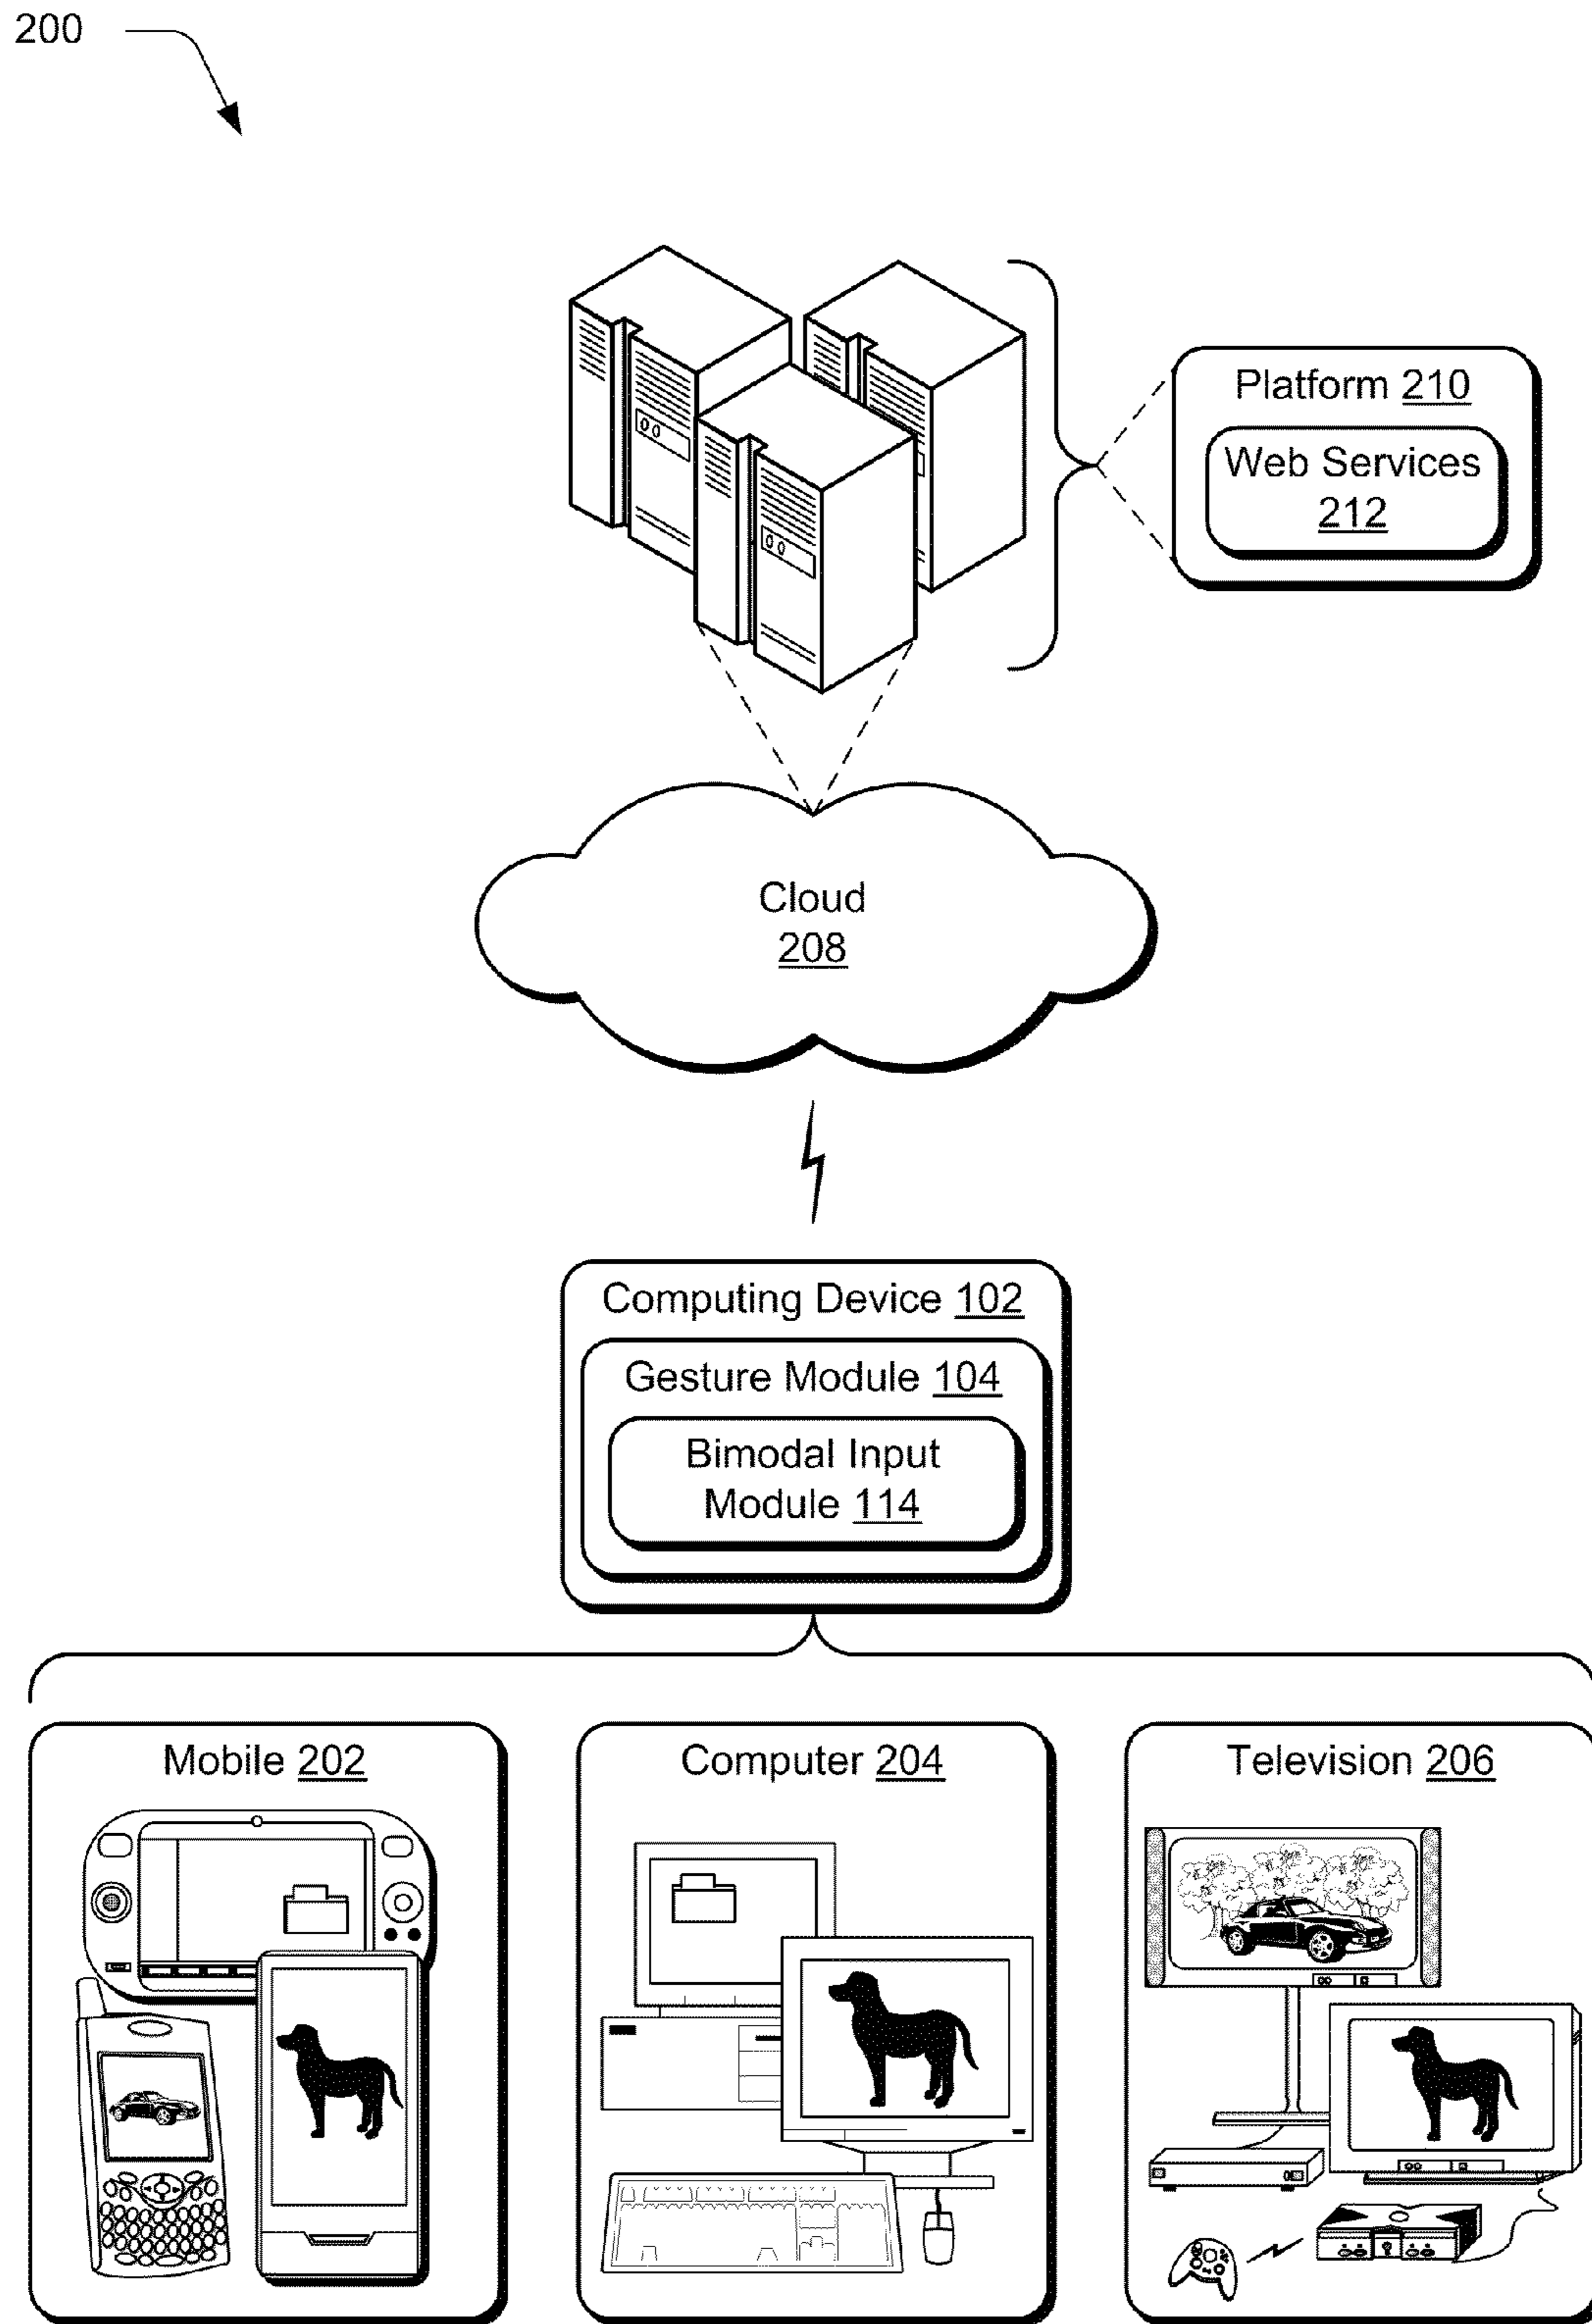 200
Platform 210
Web Services
212
Cloud
208
Computing Device 102
Gesture Module 104
Bimodal Input
Module 114
Mobile 202
Computer 204
Television 206